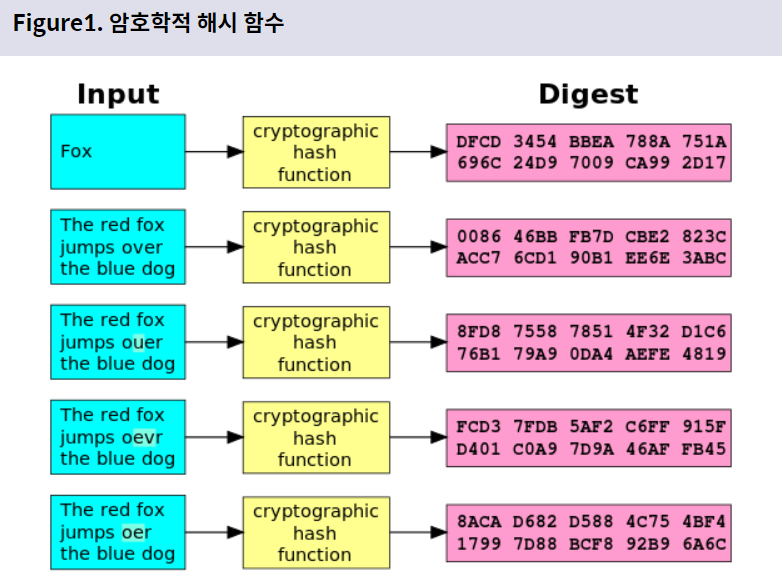 Figure1. 암호학적 해시 함수
Input
Digest
Fox
cryptographic
hash
function
DFCD 3454 BBEA 788A 751A
696C 24D9 7009 CA99 2D17
The red fox
jumps over
the blue dog
cryptographic
hash
function
0086 46BB FB7D CBE2 823C
ACC7 6CD1 90B1 EE6E 3ABC
The red fox
jumps ouer
the blue dog
cryptographic
hash
function
8FD8 7558 7851 4F32 D1C6
76B1 79A9 0DA4 AEFE 4819
The red fox
jumps oevr
the blue dog
cryptographic
hash
function
FCD3 7FDB 5AF2 C6FF 915F
D401 C0A9 7D9A 46AF FB45
The red fox
jumps oer
the blue dog
cryptographic
hash
function
8ACA D682 D588 4C75 4BF4
1799 7D88 BCF8 92B9 6A6C